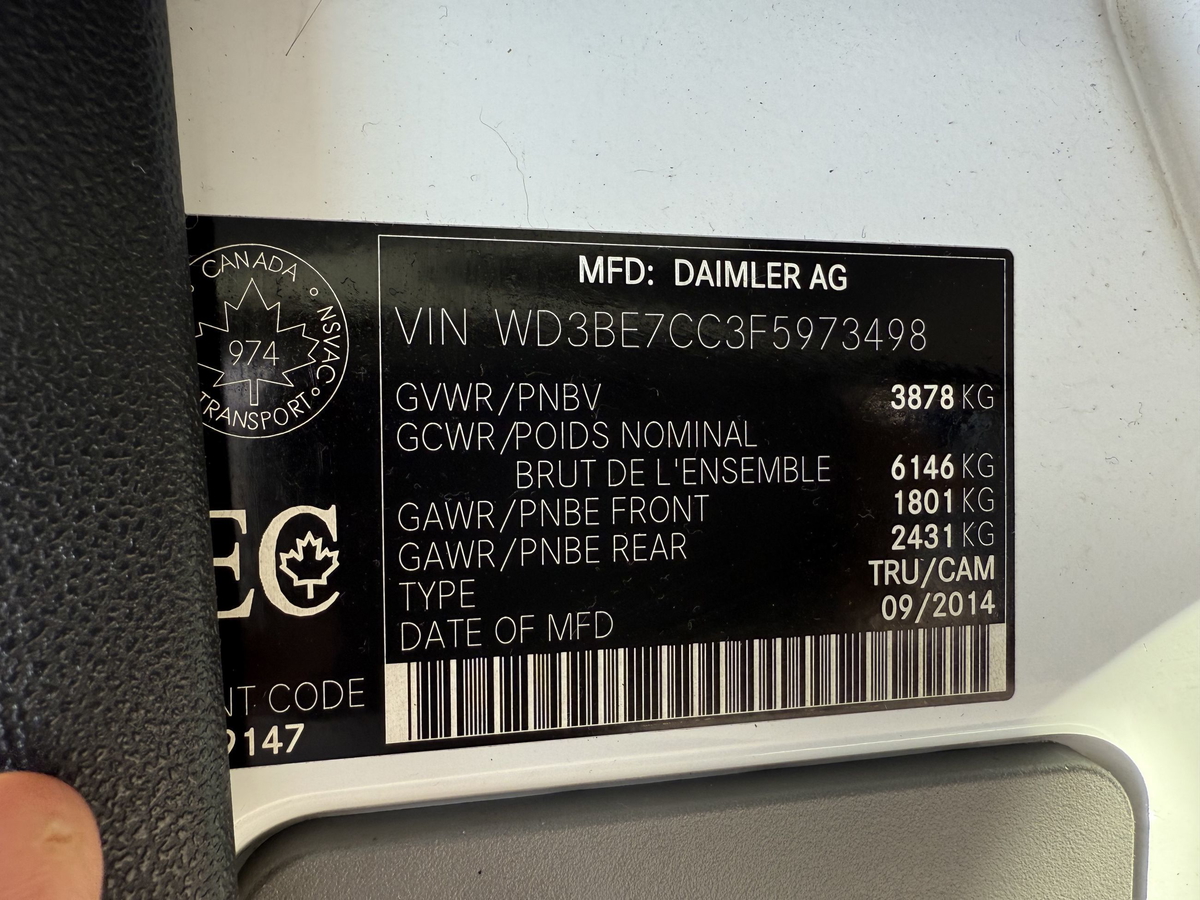 CANADA
NSVAC
974
TRANSPORT
EC
NT CODE
9147
MFD: DAIMLER AG
VIN WD3BE7CC3F5973498
GVWR/PNBV 3878 KG
GCWR/POIDS NOMINAL
BRUT DE L'ENSEMBLE 6146 KG
GAWR/PNBE FRONT 1801 KG
GAWR/PNBE REAR 2431 KG
TYPE TRU/CAM
DATE OF MFD 09/2014